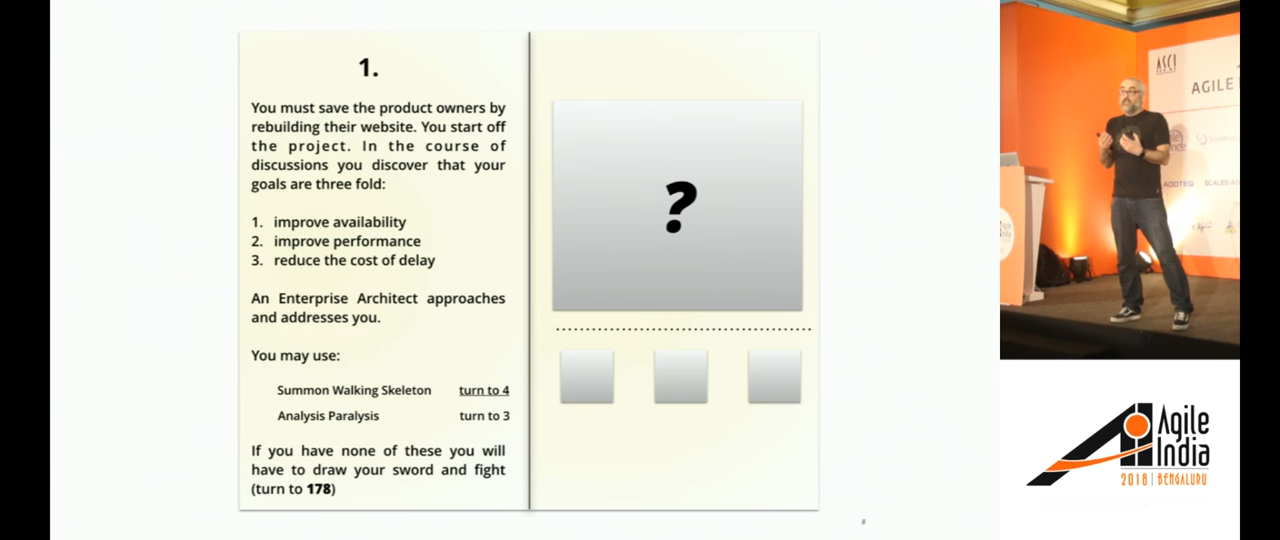 1.
You must save the product owners by
rebuilding their website. You start off
the project. In the course of
discussions you discover that your
goals are three fold:
1. improve availability
2. improve performance
3. reduce the cost of delay
An Enterprise Architect approaches
and addresses you.
You may use:
Summon Walking Skeleton turn to 4
Analysis Paralysis turn to 3
If you have none of these you will
have to draw your sword and fight
(turn to 178)
?
ASCI
AGILE
SCALED
Agile
India
2018 | BENGALURU